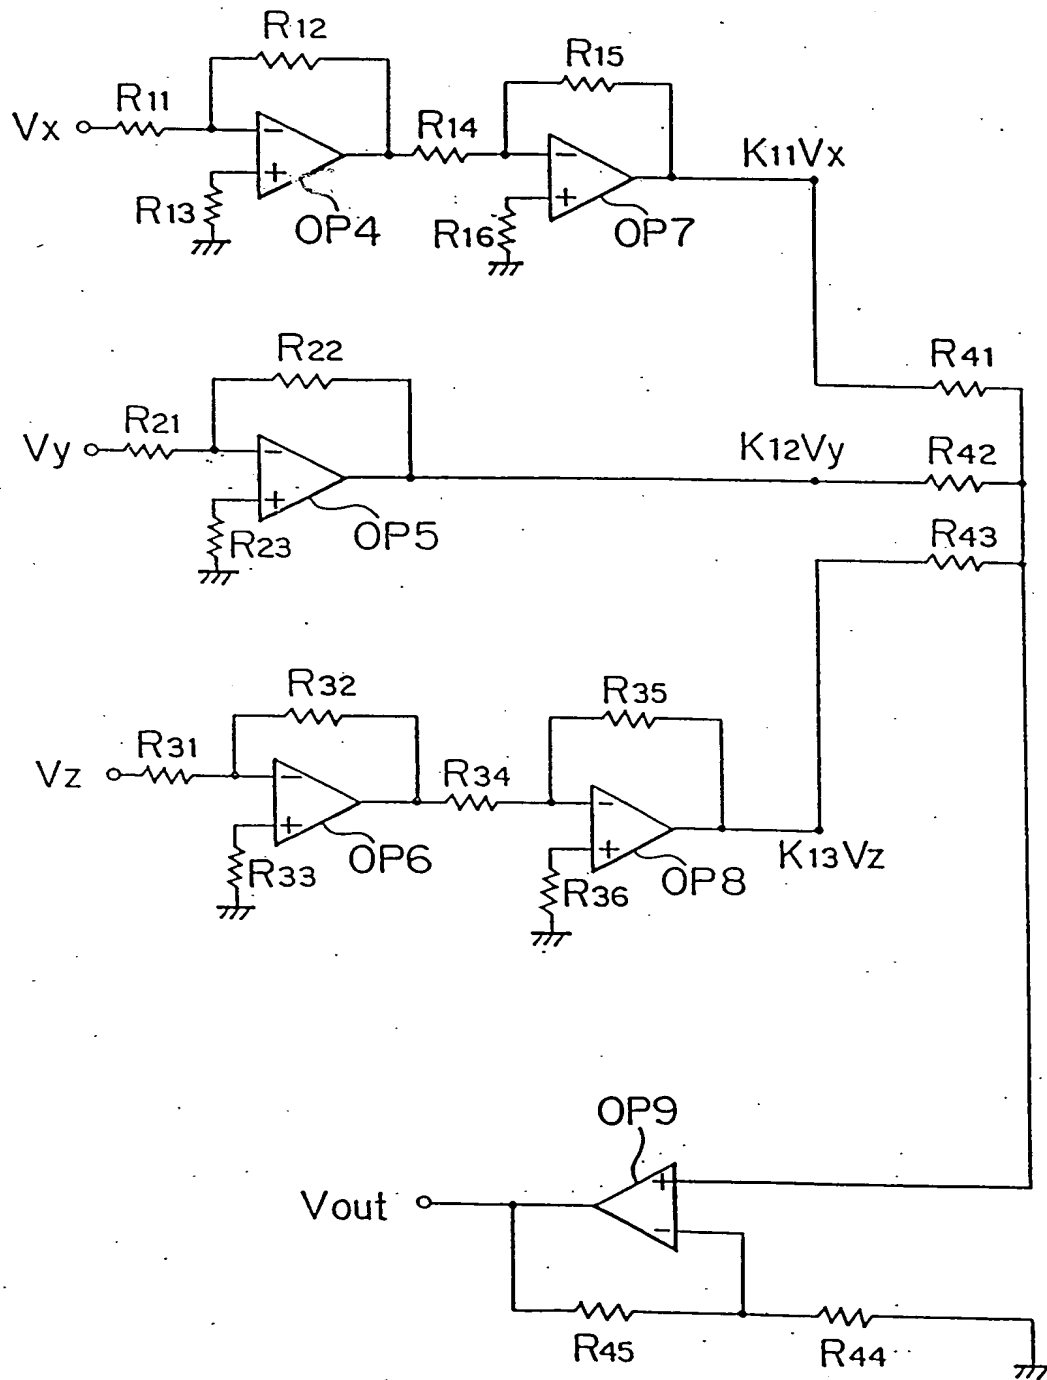 R12
R15
R11
Vx
R14
K11Vx
−
+
−
+
R13
OP4
R16
OP7
R22
R41
R21
Vy
K12Vy
R42
−
+
R23
OP5
R43
R32
R35
R31
Vz
R34
−
+
−
+
R33
OP6
R36
OP8
K13Vz
OP9
+
−
Vout
R45
R44